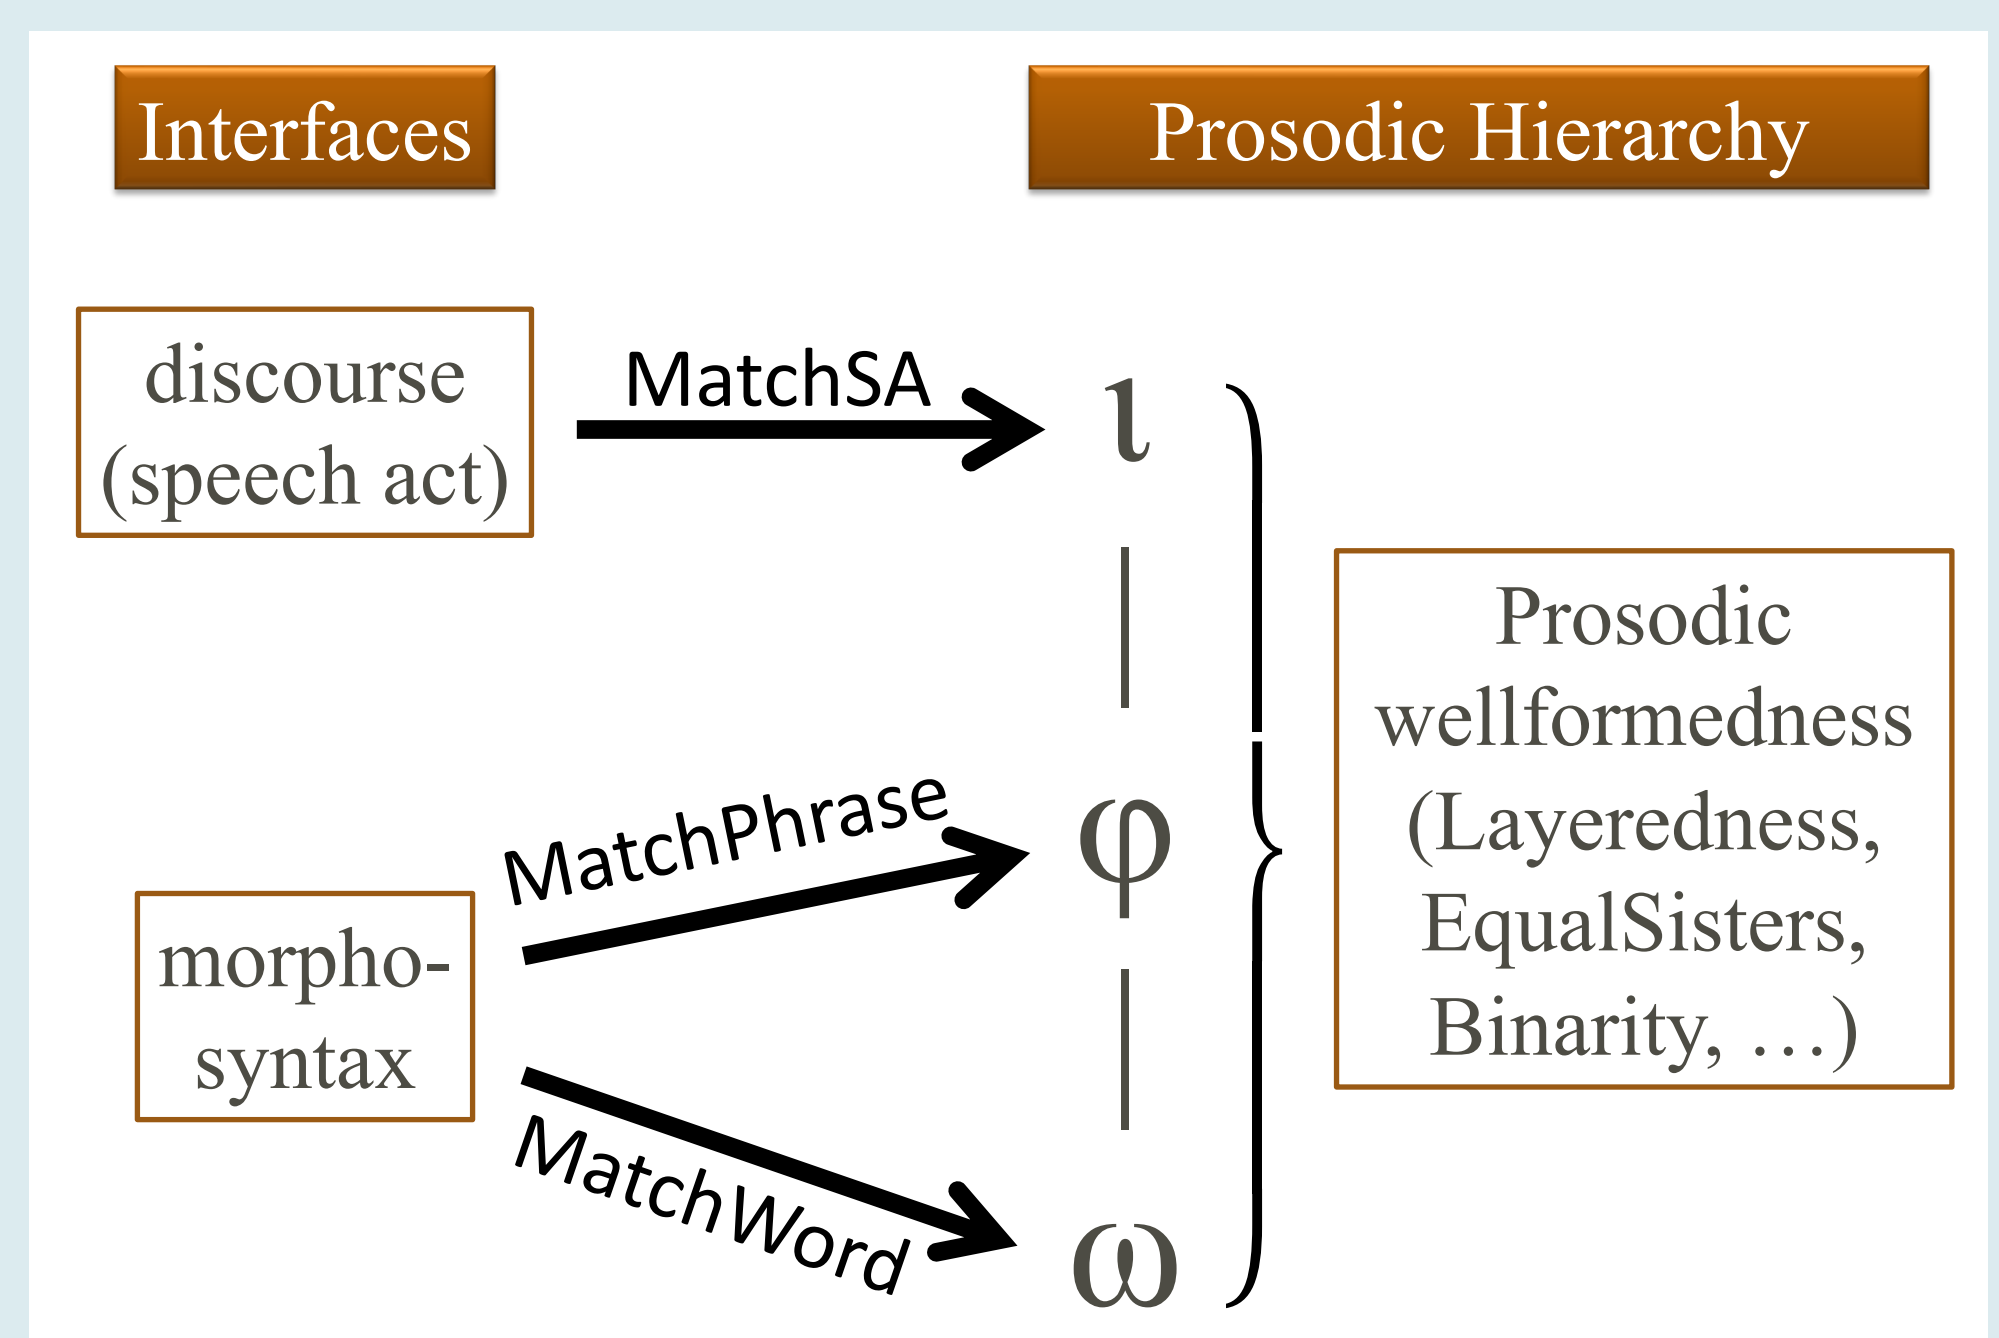 Interfaces
Prosodic Hierarchy
discourse
(speech act)
MatchSA
ι
Prosodic
wellformedness
(Layeredness,
EqualSisters,
Binarity, …)
MatchPhrase
φ
morpho-
syntax
MatchWord
ω